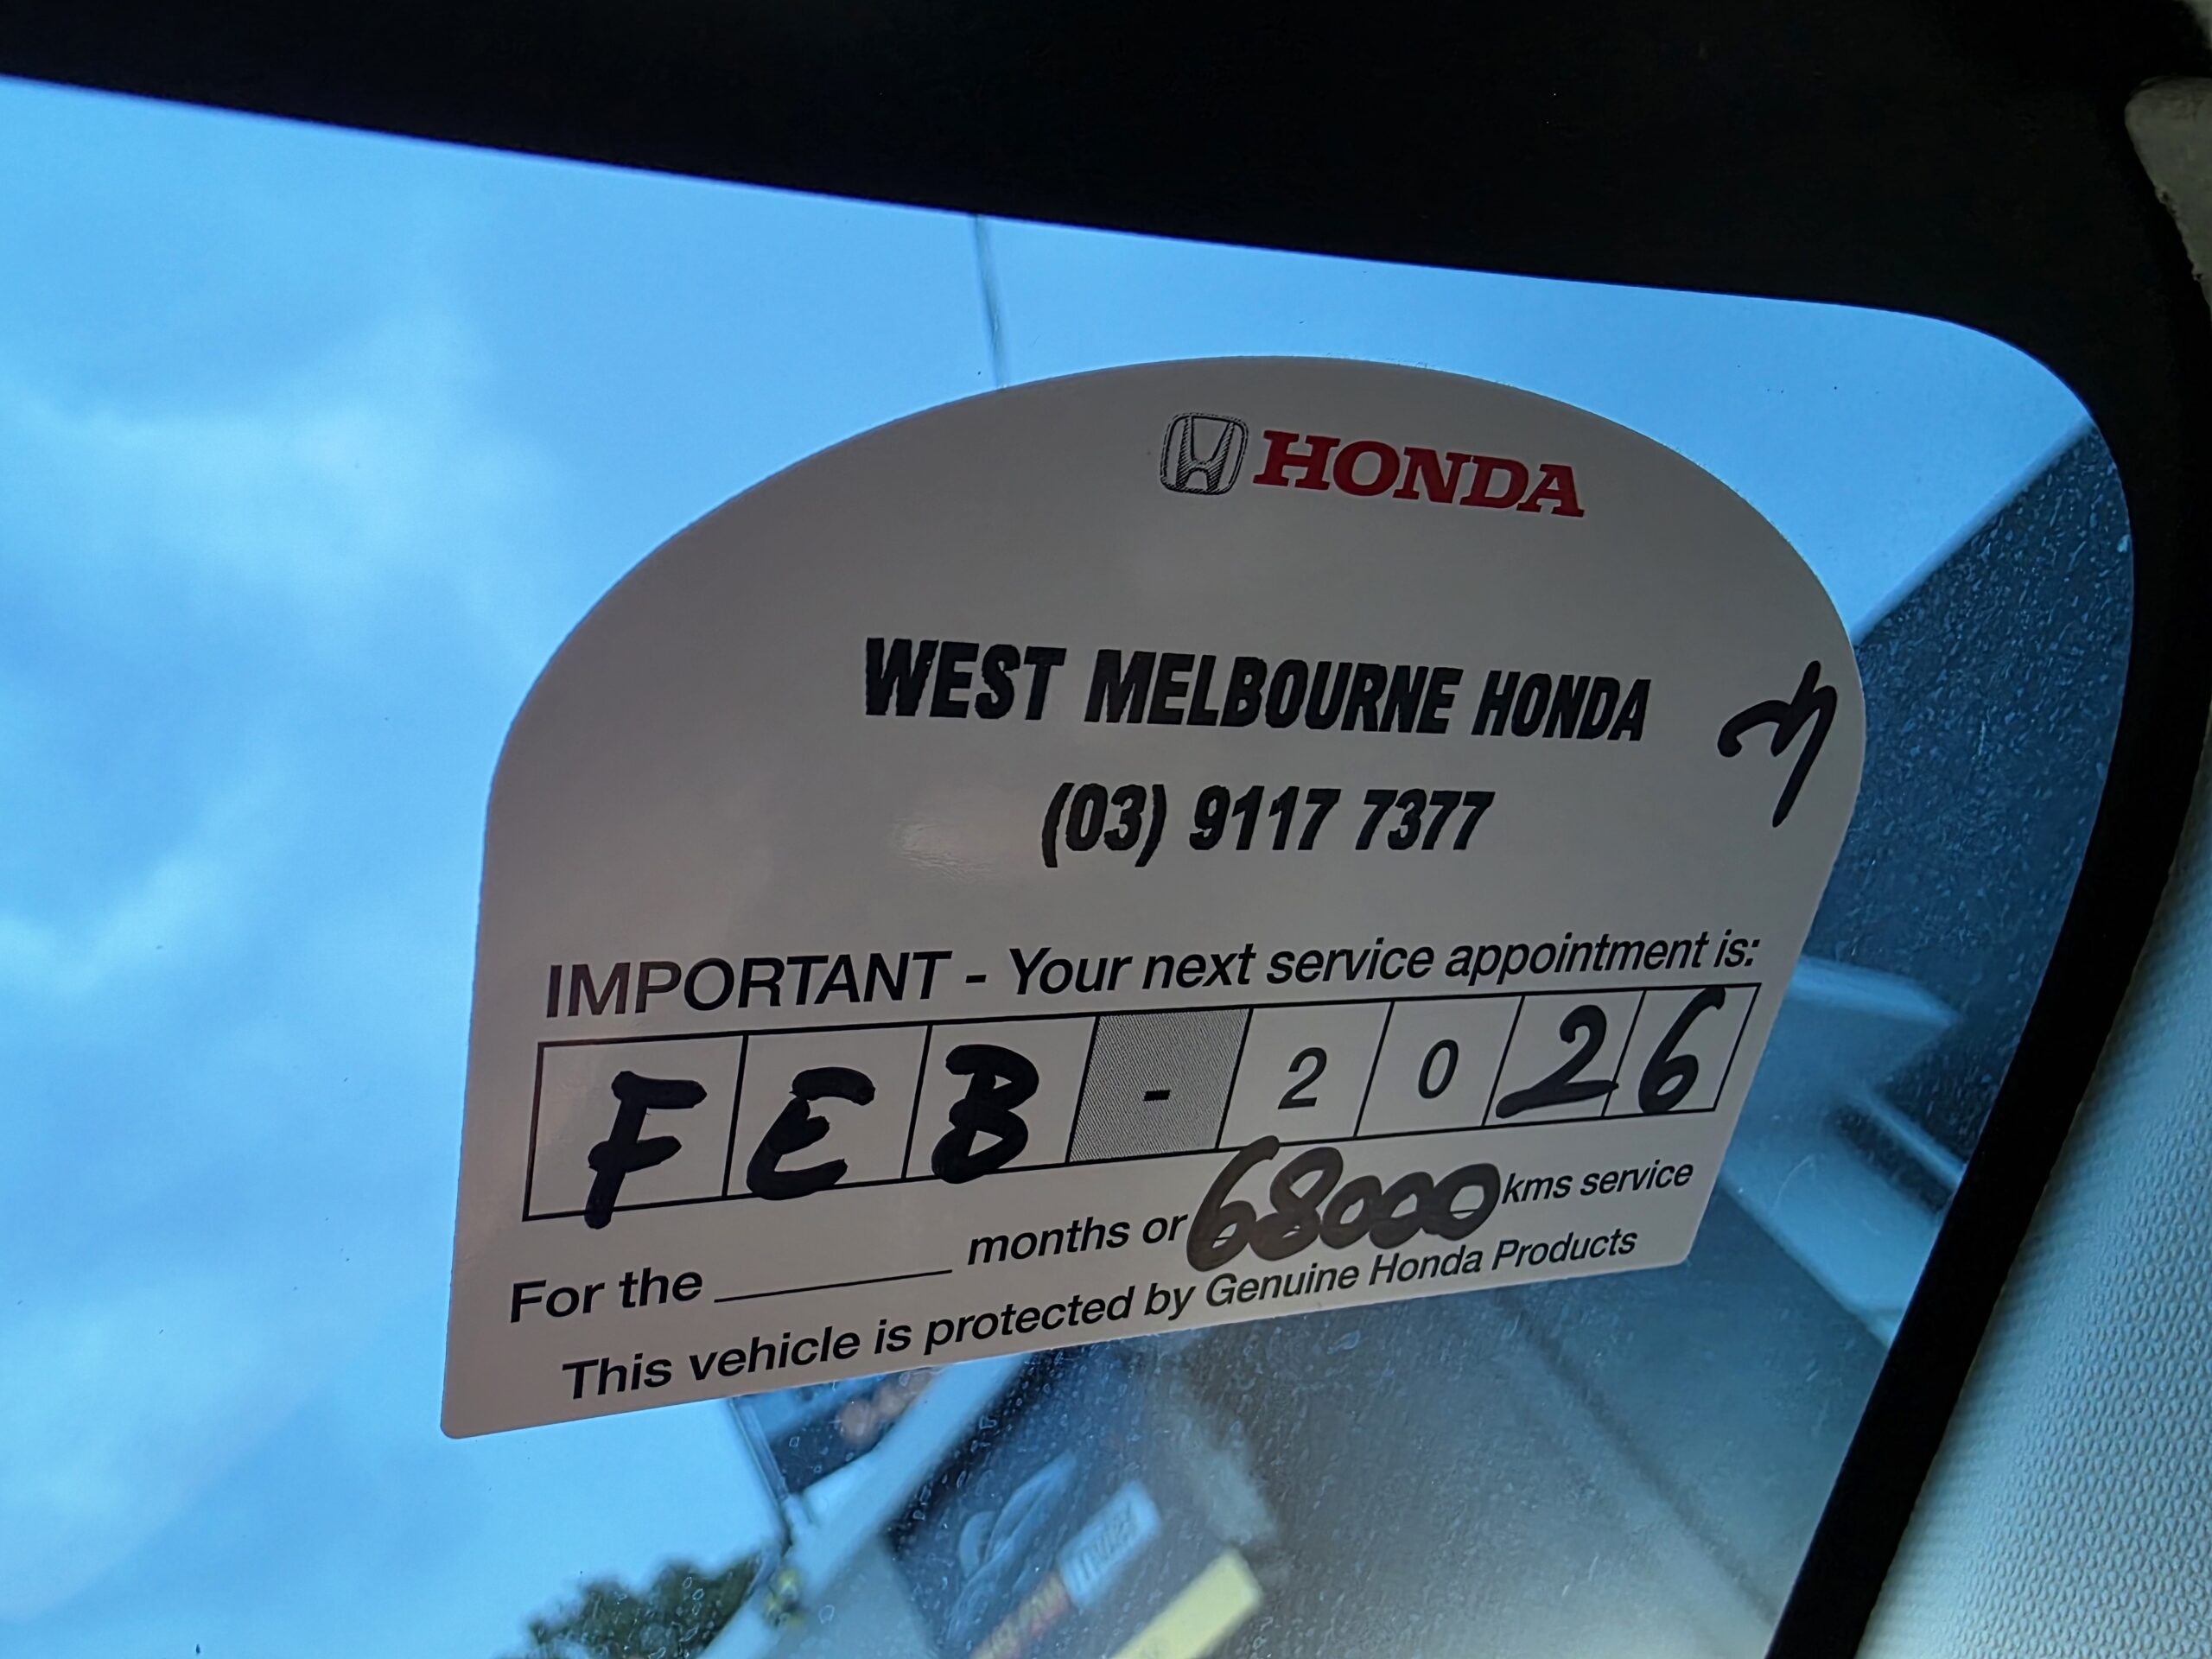 HONDA
WEST MELBOURNE HONDA
(03) 9117 7377
IMPORTANT - Your next service appointment is:
FEB - 2026
For the ________ months or 68000 kms service
This vehicle is protected by Genuine Honda Products